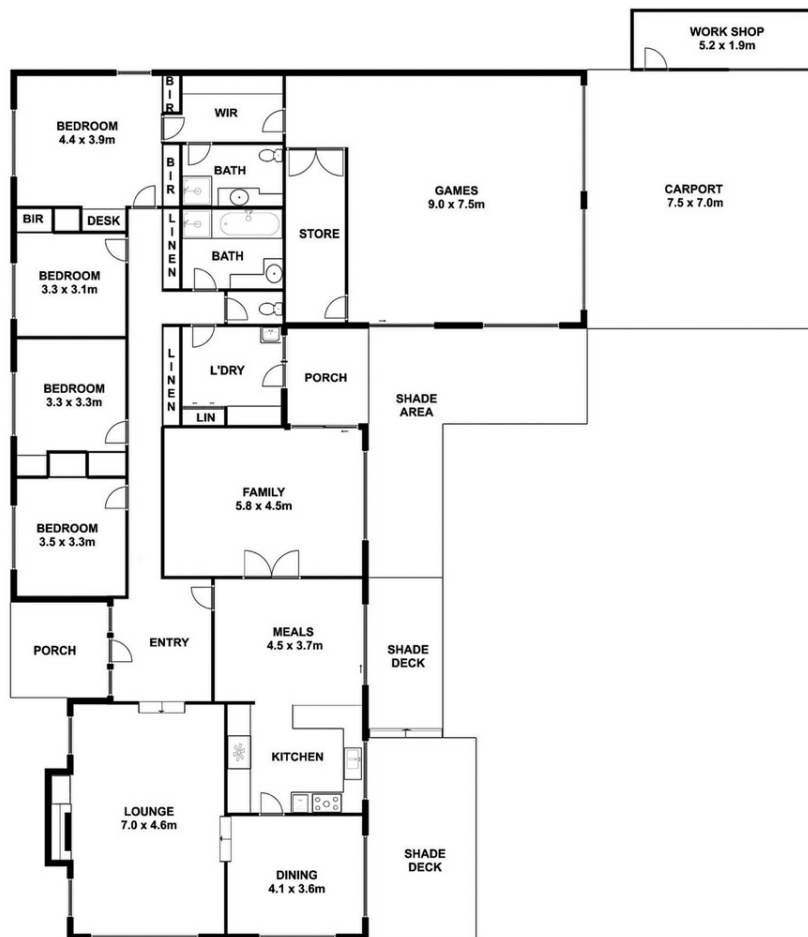 WORK SHOP
5.2 x 1.9m
BIR
WIR
BEDROOM
4.4 x 3.9m
BIR
BATH
GAMES
9.0 x 7.5m
CARPORT
7.5 x 7.0m
BIR
DESK
LINEN
STORE
BATH
BEDROOM
3.3 x 3.1m
LINEN
L'DRY
PORCH
BEDROOM
3.3 x 3.3m
SHADE
AREA
LIN
FAMILY
5.8 x 4.5m
BEDROOM
3.5 x 3.3m
MEALS
4.5 x 3.7m
PORCH
ENTRY
SHADE
DECK
KITCHEN
LOUNGE
7.0 x 4.6m
SHADE
DECK
DINING
4.1 x 3.6m